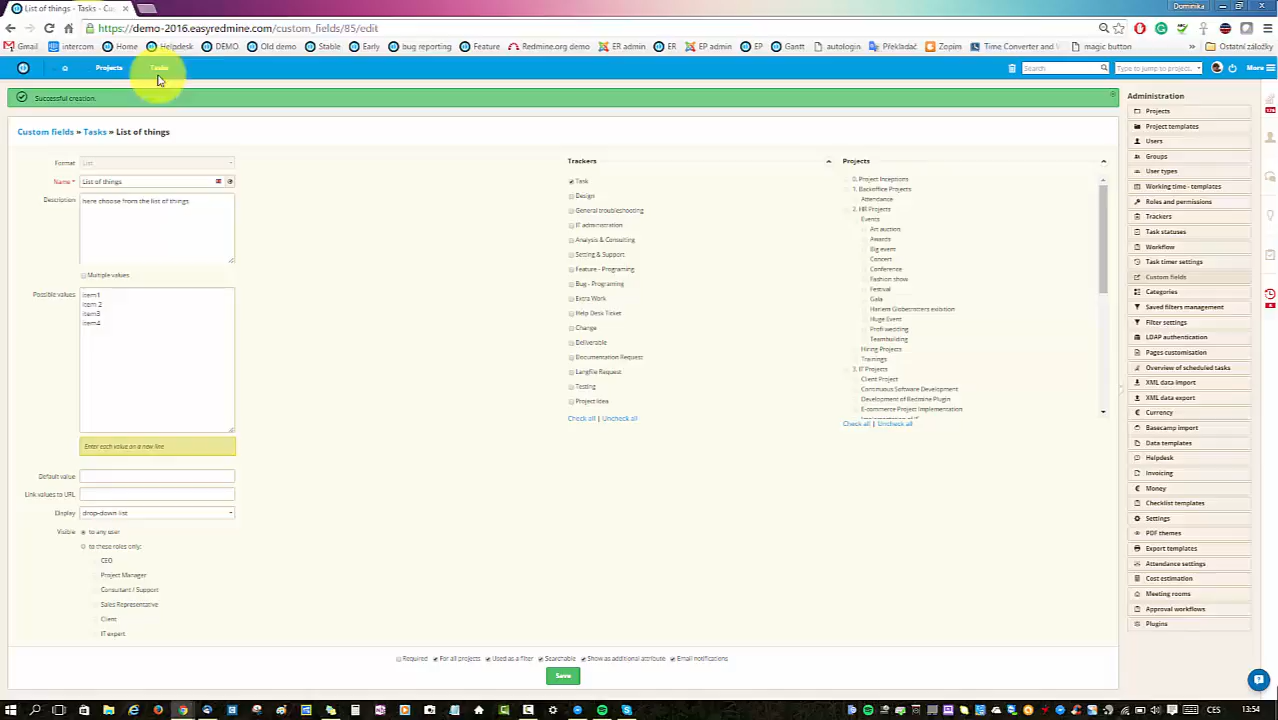 List of things - Tasks - Cus
Dominika
https://demo-2016.easyredmine.com/custom_fields/85/edit
Gmail intercom Home Helpdesk DEMO Old demo Stable Early bug reporting Feature Redmine.org demo ER admin ER EP admin EP Gantt autologin Překladač Zopim Time Converter and magic button » Ostatní záložky
Projects Tasks Search Type to jump to project... More
Successful creation.
Custom fields » Tasks » List of things
Format List
Name * List of things
Description here choose from the list of things
Multiple values
Possible values item1
item 2
item3
item4
Enter each value on a new line
Default value
Link values to URL
Display drop-down list
Visible to any user
to these roles only:
CEO
Project Manager
Consultant / Support
Sales Representative
Client
IT expert
Trackers
Task
Design
General troubleshooting
IT administration
Analysis & Consulting
Setting & Support
Feature - Programing
Bug - Programing
Extra Work
Help Desk Ticket
Change
Deliverable
Documentation Request
Langfile Request
Testing
Project Idea
Check all | Uncheck all
Projects
0. Project Inceptions
1. Backoffice Projects
Attendance
2. HR Projects
Events
Art auction
Awards
Big event
Concert
Conference
Fashion show
Festival
Gala
Harlem Globetrotters exibition
Huge Event
Profi wedding
Teambuilding
Hiring Projects
Trainings
3. IT Projects
Client Project
Continuous Software Development
Development of Redmine Plugin
E-commerce Project Implementation
Check all | Uncheck all
Required For all projects Used as a filter Searchable Show as additional attribute Email notifications
Save
Administration
Projects
Project templates
Users
Groups
User types
Working time - templates
Roles and permissions
Trackers
Task statuses
Workflow
Task timer settings
Custom fields
Categories
Saved filters management
Filter settings
LDAP authentication
Pages customisation
Overview of scheduled tasks
XML data import
XML data export
Currency
Basecamp import
Data templates
Helpdesk
Invoicing
Money
Checklist templates
Settings
PDF themes
Export templates
Attendance settings
Cost estimation
Meeting rooms
Approval workflows
Plugins
CES 13:54